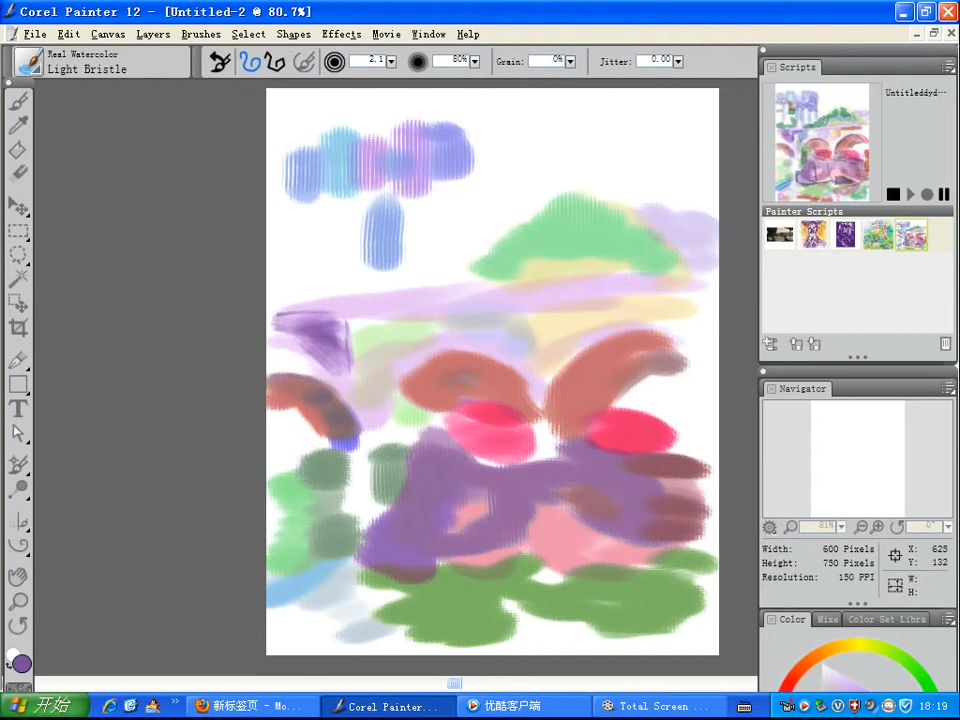 Corel Painter 12 - [Untitled-2 @ 80.7%]
File Edit Canvas Layers Brushes Select Shapes Effects Movie Window Help
Real Watercolor
Light Bristle
2.1
80%
Grain: 0%
Jitter: 0.00
Scripts
Untitleddyd...
Painter Scripts
Navigator
81%
0°
Width: 600 Pixels
Height: 750 Pixels
Resolution: 150 PPI
X: 625
Y: 132
W:
H:
Color
Mixe
Color Set Libra
开始
新标签页 - Mo...
Corel Painter...
优酷客户端
Total Screen ...
18:19